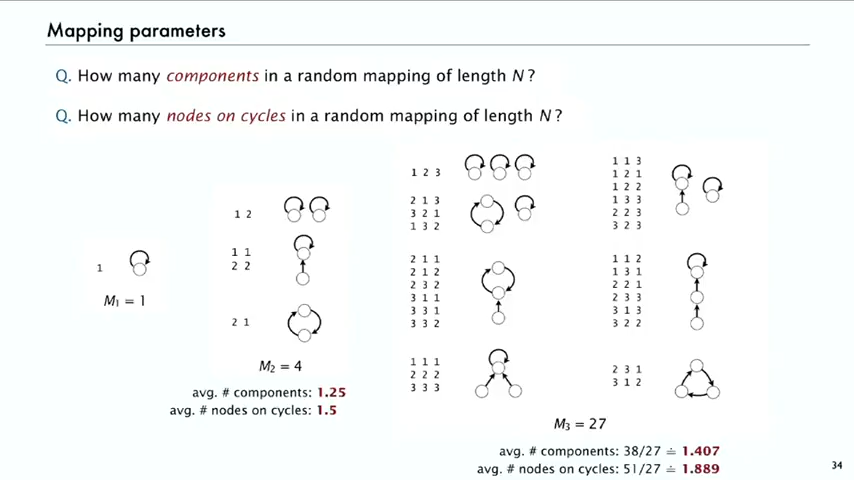 Mapping parameters
Q. How many components in a random mapping of length N?
Q. How many nodes on cycles in a random mapping of length N?
1
M1 = 1
1 2
1 1
2 2
2 1
M2 = 4
avg. # components: 1.25
avg. # nodes on cycles: 1.5
1 2 3
2 1 3
3 2 1
1 3 2
2 1 1
2 1 2
2 3 2
3 1 1
3 3 1
3 3 2
1 1 1
2 2 2
3 3 3
1 1 3
1 2 1
1 2 2
1 3 3
2 2 3
3 2 3
1 1 2
1 3 1
2 2 1
2 3 3
3 1 3
3 2 2
2 3 1
3 1 2
M3 = 27
avg. # components: 38/27 ≐ 1.407
avg. # nodes on cycles: 51/27 ≐ 1.889
34